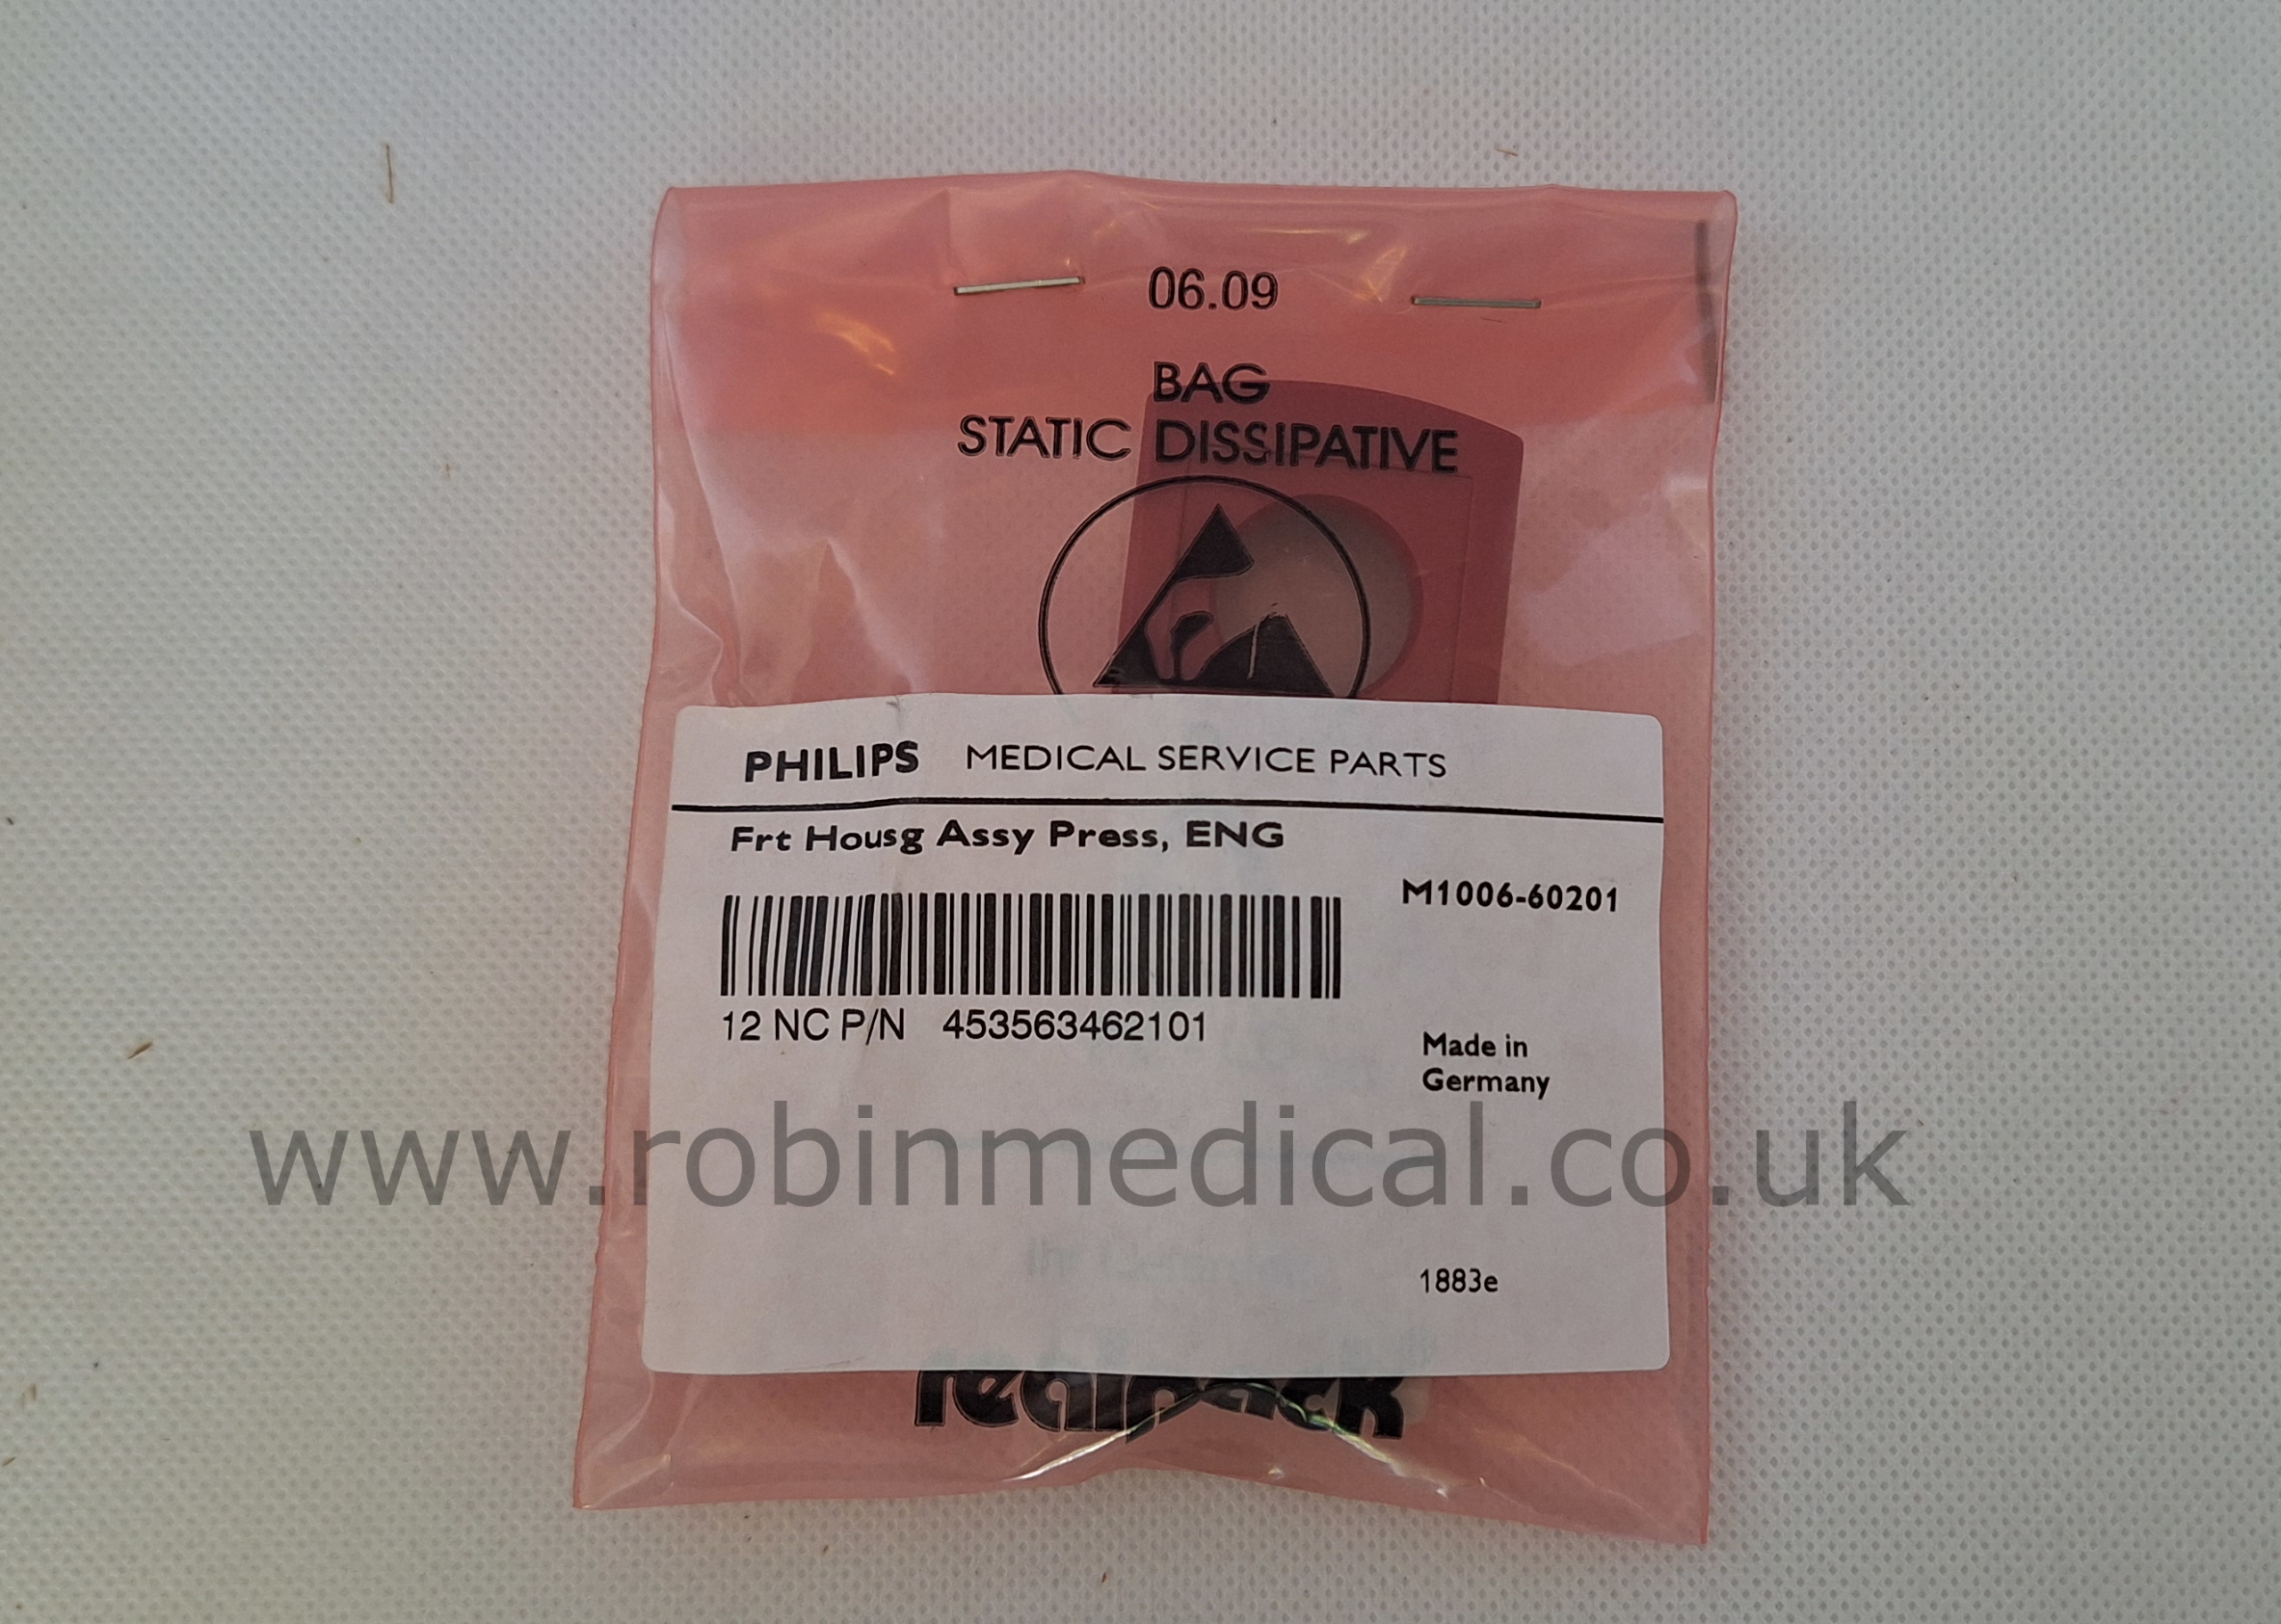 06.09
BAG
STATIC DISSIPATIVE
PHILIPS MEDICAL SERVICE PARTS
Frt Housg Assy Press, ENG
M1006-60201
12 NC P/N 453563462101
Made in
Germany
www.robinmedical.co.uk
1883e
realpack